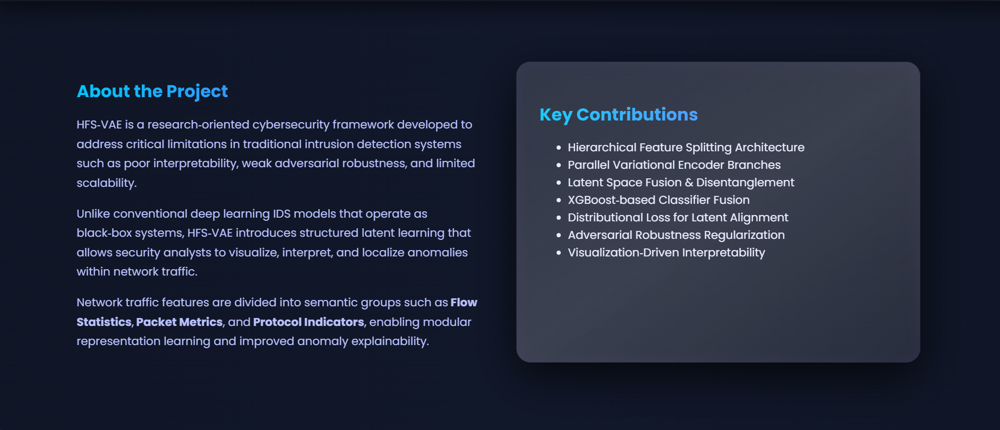 About the Project
HFS-VAE is a research-oriented cybersecurity framework developed to
address critical limitations in traditional intrusion detection systems
such as poor interpretability, weak adversarial robustness, and limited
scalability.
Unlike conventional deep learning IDS models that operate as
black-box systems, HFS-VAE introduces structured latent learning that
allows security analysts to visualize, interpret, and localize anomalies
within network traffic.
Network traffic features are divided into semantic groups such as Flow
Statistics, Packet Metrics, and Protocol Indicators, enabling modular
representation learning and improved anomaly explainability.
Key Contributions
• Hierarchical Feature Splitting Architecture
• Parallel Variational Encoder Branches
• Latent Space Fusion & Disentanglement
• XGBoost-based Classifier Fusion
• Distributional Loss for Latent Alignment
• Adversarial Robustness Regularization
• Visualization-Driven Interpretability